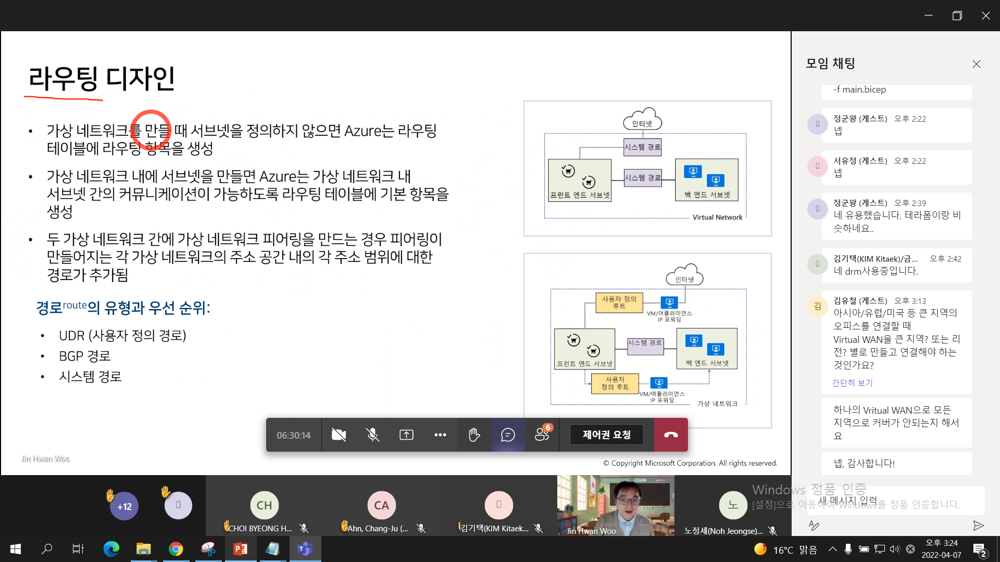 라우팅 디자인
• 가상 네트워크를 만들 때 서브넷을 정의하지 않으면 Azure는 라우팅
테이블에 라우팅 항목을 생성
• 가상 네트워크 내에 서브넷을 만들면 Azure는 가상 네트워크 내
서브넷 간의 커뮤니케이션이 가능하도록 라우팅 테이블에 기본 항목을
생성
• 두 가상 네트워크 간에 가상 네트워크 피어링을 만드는 경우 피어링이
만들어지는 각 가상 네트워크의 주소 공간 내의 각 주소 범위에 대한
경로가 추가됨
경로route의 유형과 우선 순위:
• UDR (사용자 정의 경로)
• BGP 경로
• 시스템 경로
인터넷
시스템 경로
시스템 경로
프런트 엔드 서브넷
백 엔드 서브넷
VM
VM
Virtual Network
인터넷
사용자 정의
루트
VM
VM/어플라이언스
IP 포워딩
시스템 경로
프런트 엔드 서브넷
백 엔드 서브넷
VM
VM
사용자
정의 루트
VM
VM/어플라이언스
IP 포워딩
가상 네트워크
06:30:14
6
제어권 요청
Jin Hwan Woo
© Copyright Microsoft Corporation. All rights reserved.
모임 채팅
-f main.bicep
정군왕 (게스트) 오후 2:22
넵
서유정 (게스트) 오후 2:22
넵
정군왕 (게스트) 오후 2:39
네 유용했습니다. 테라폼이랑 비
슷하네요..
김기택(KIM Kitaek)/금... 오후 2:42
네 drm사용중입니다.
김
김유철 (게스트) 오후 3:13
아시아/유럽/미국 등 큰 지역의
오피스를 연결할 때
Virtual WAN을 큰 지역? 또는 리
전? 별로 만들고 연결해야 하는
것인가요?
간단히 보기
하나의 Vritual WAN으로 모든
지역으로 커버가 안되는지 해서
요
넵, 감사합니다!
새 메시지 입력
Windows 정품 인증
[설정]으로 이동하여 Windows를 정품 인증합니다.
+12
CH
CHOI BYEONG H...
CA
Ahn, Chang-Ju (...
김기택(KIM Kitaek...
Jin Hwan Woo
노
노정세(Noh Jeongse)...
16°C 맑음
오후 3:24
2022-04-07
2